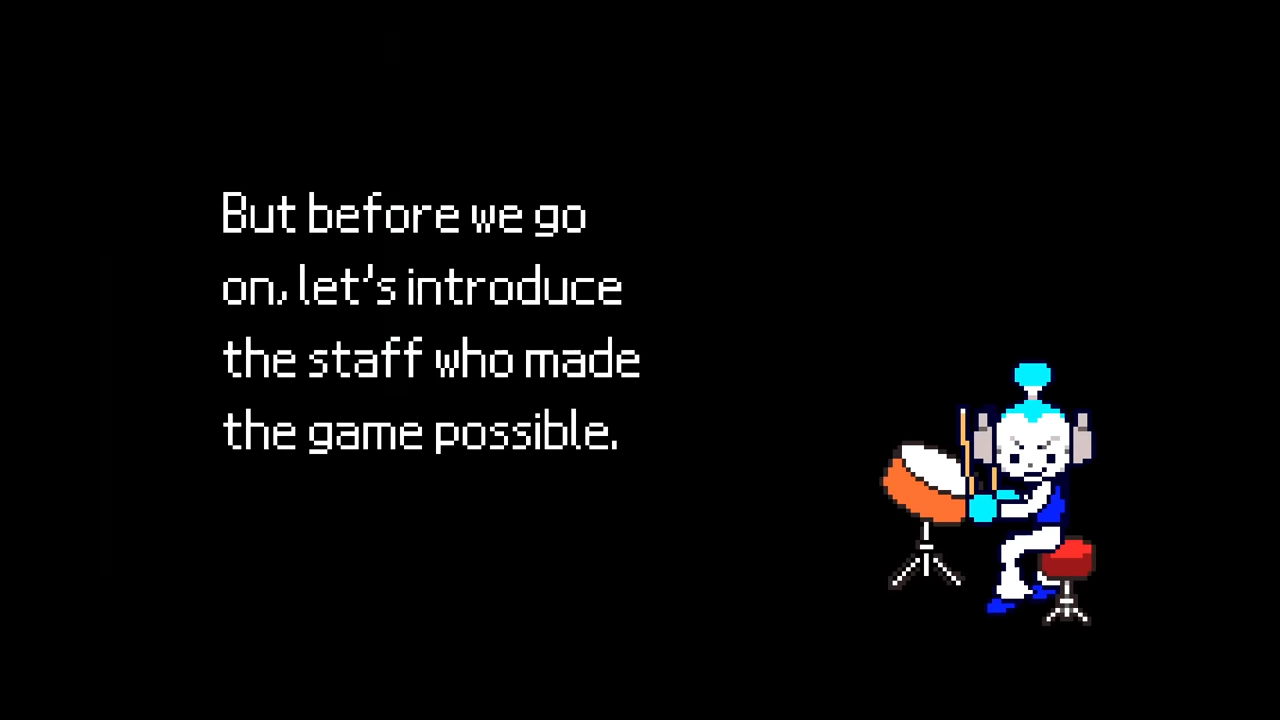 But before we go
on, let's introduce
the staff who made
the game possible.